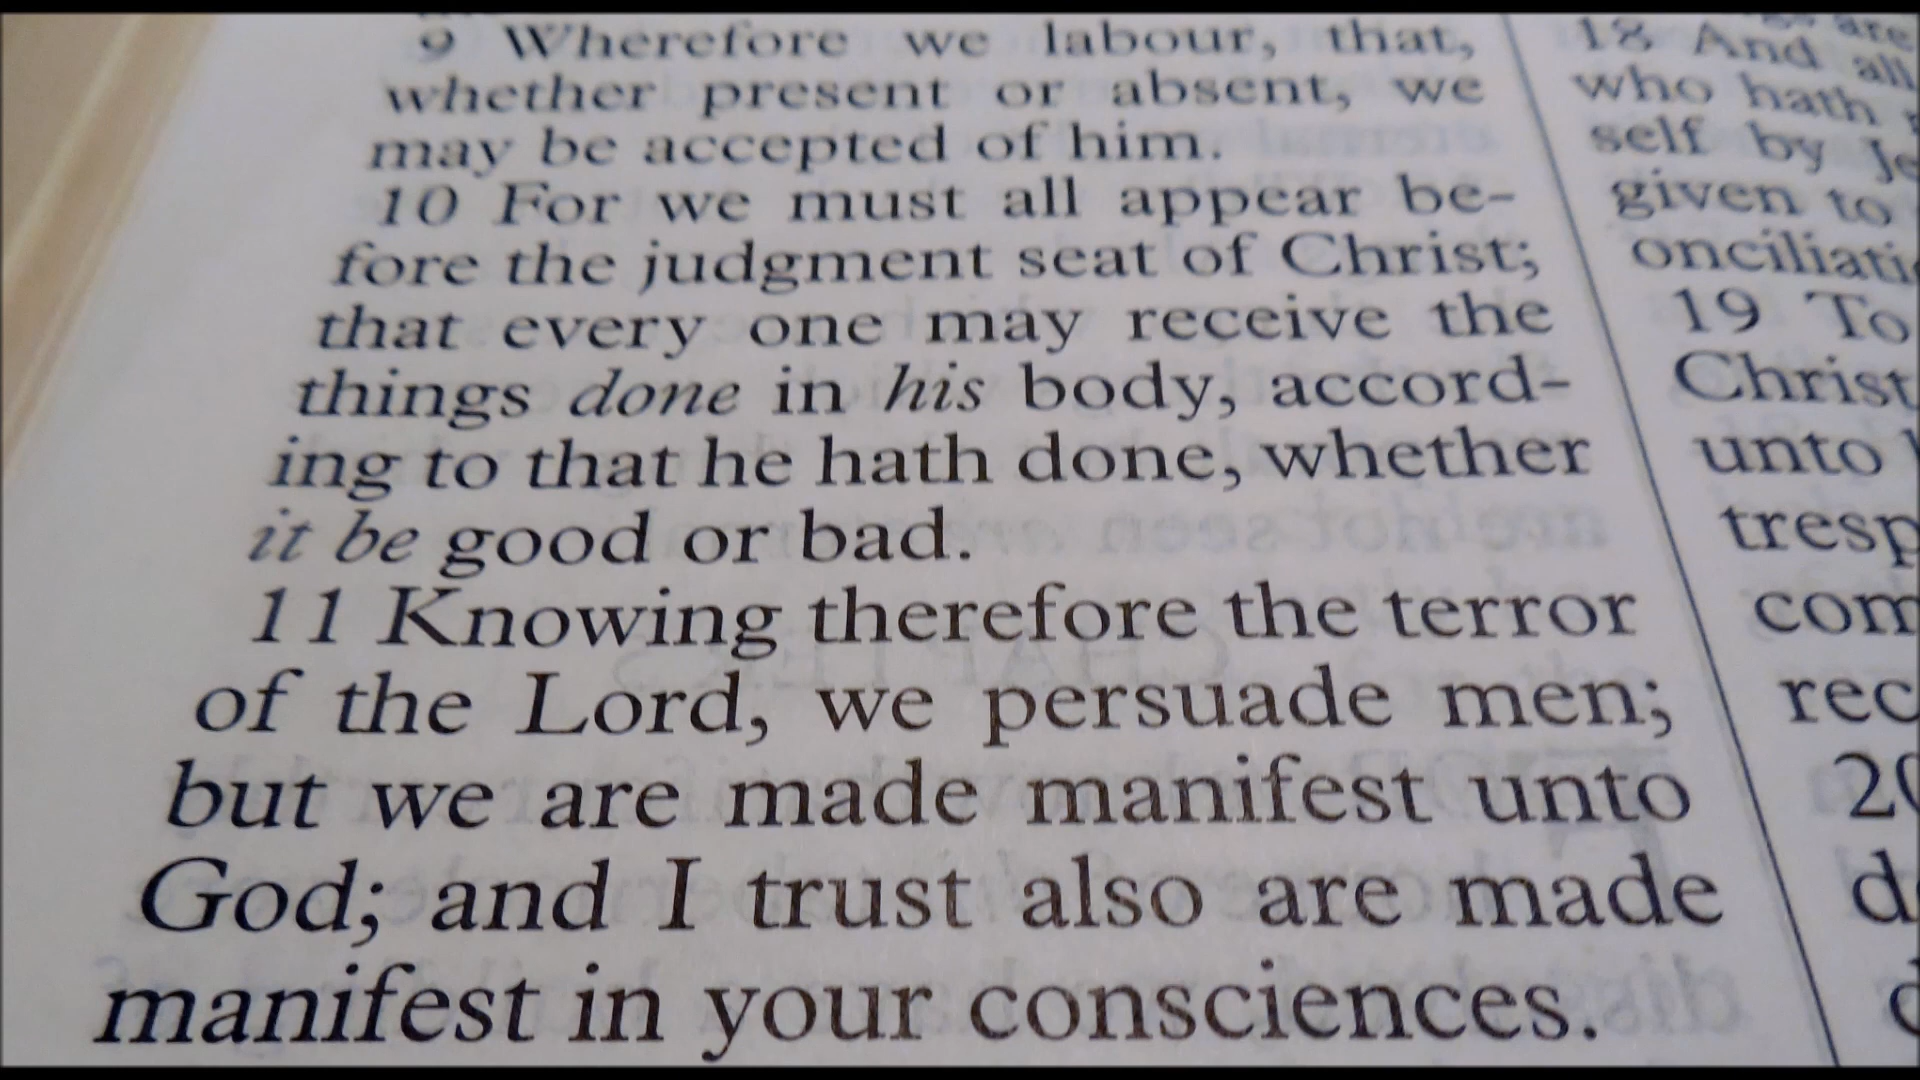 9 Wherefore we labour, that,
whether present or absent, we
may be accepted of him.
10 For we must all appear be-
fore the judgment seat of Christ;
that every one may receive the
things done in his body, accord-
ing to that he hath done, whether
it be good or bad.
11 Knowing therefore the terror
of the Lord, we persuade men;
but we are made manifest unto
God; and I trust also are made
manifest in your consciences.
18 And all
who hath
self by Je
given to
onciliati
19 To
Christ
unto
tresp
com
rec
20
d